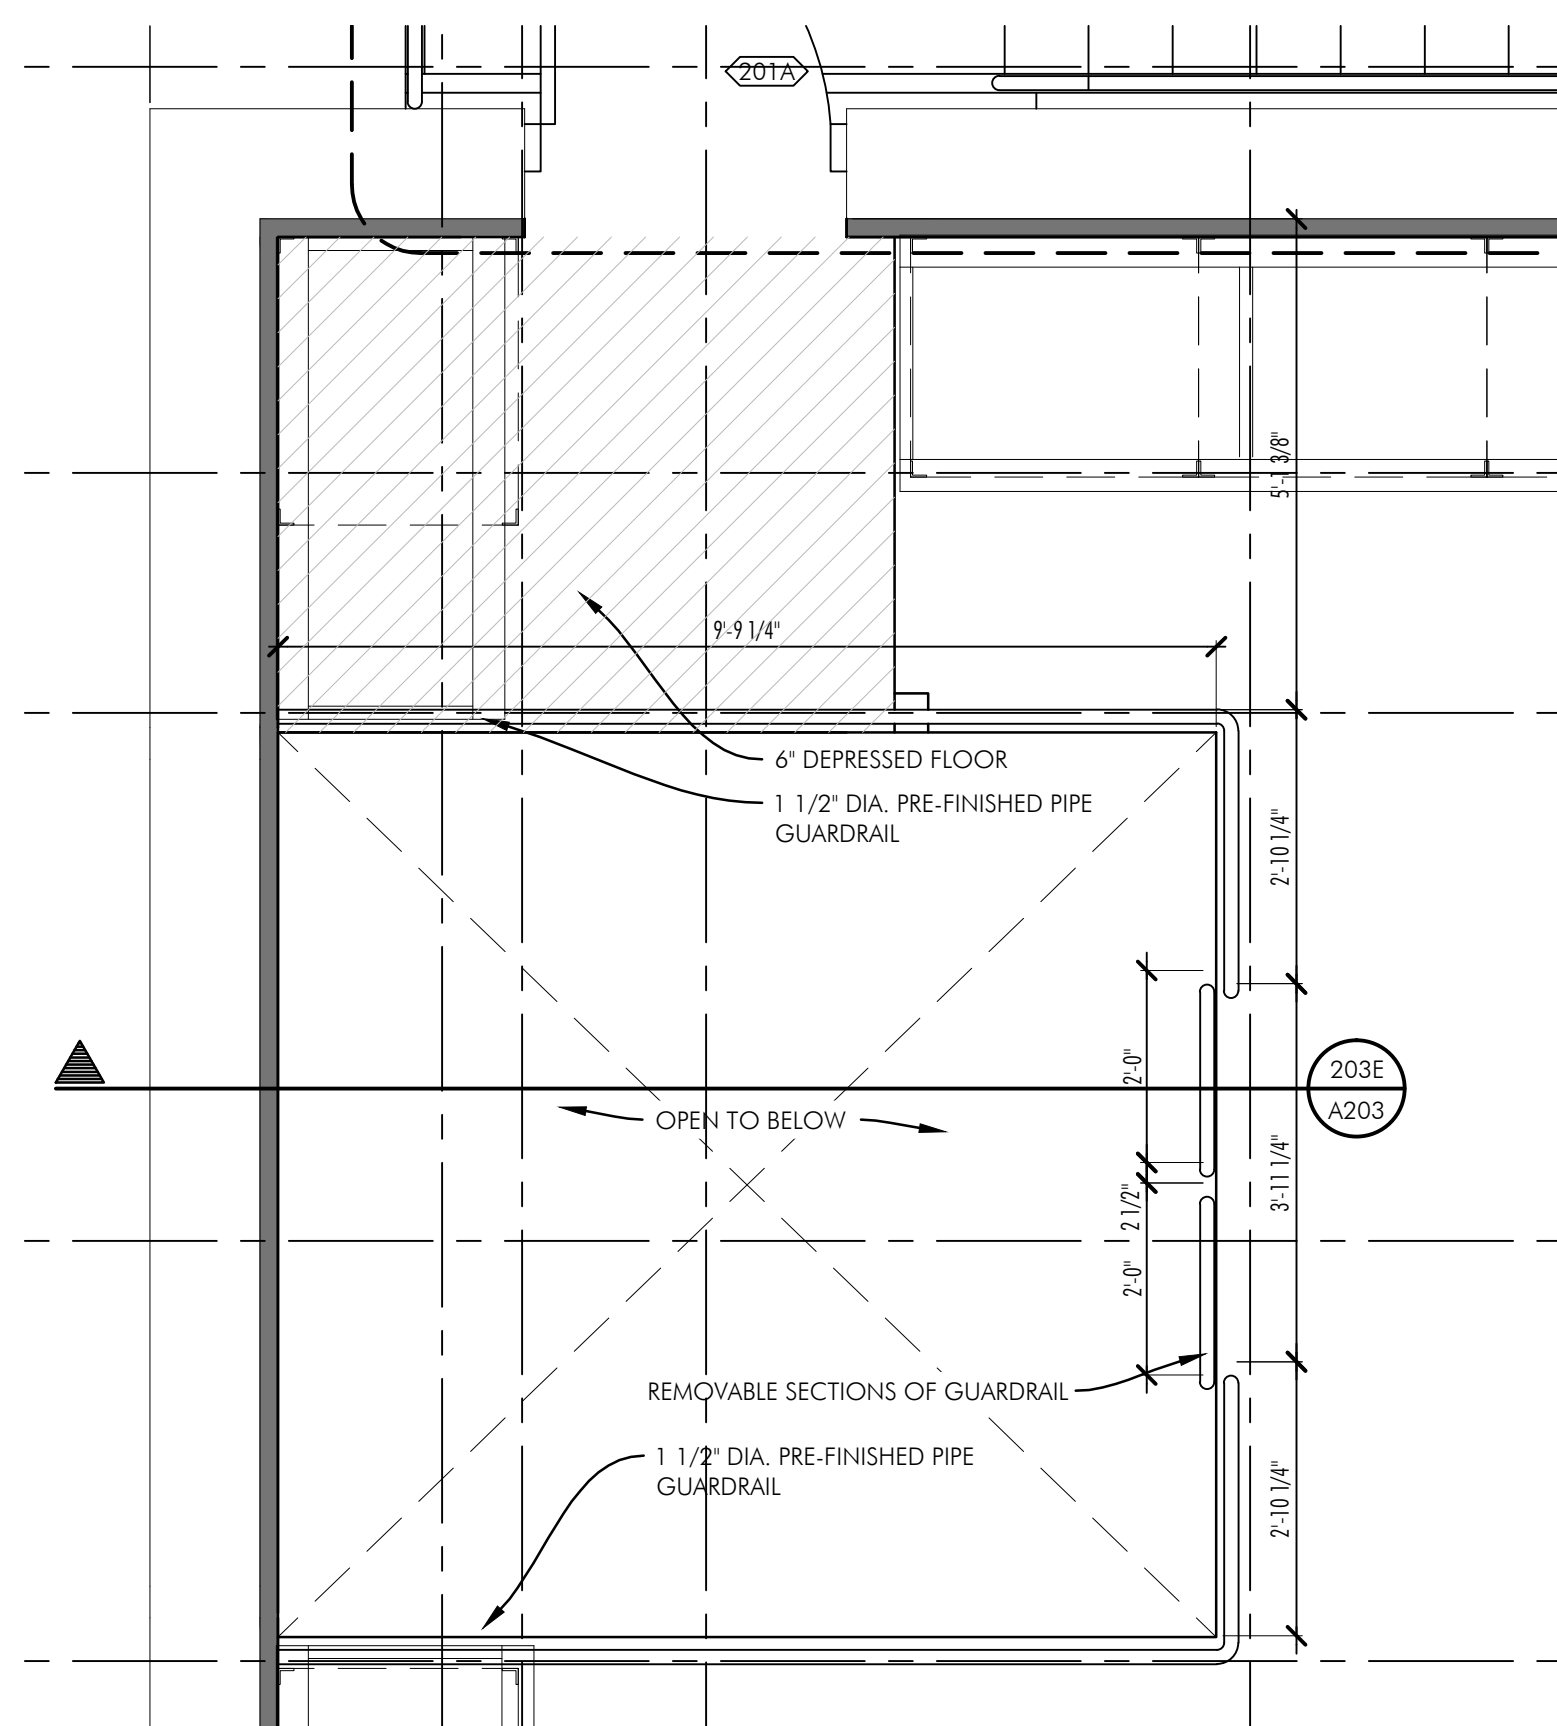 201A
5'-1 3/8"
9'-9 1/4"
6" DEPRESSED FLOOR
1 1/2" DIA. PRE-FINISHED PIPE
GUARDRAIL
2'-10 1/4"
2'-0"
203E
A203
OPEN TO BELOW
3'-11 1/4"
2 1/2"
2'-0"
REMOVABLE SECTIONS OF GUARDRAIL
1 1/2" DIA. PRE-FINISHED PIPE
GUARDRAIL
2'-10 1/4"